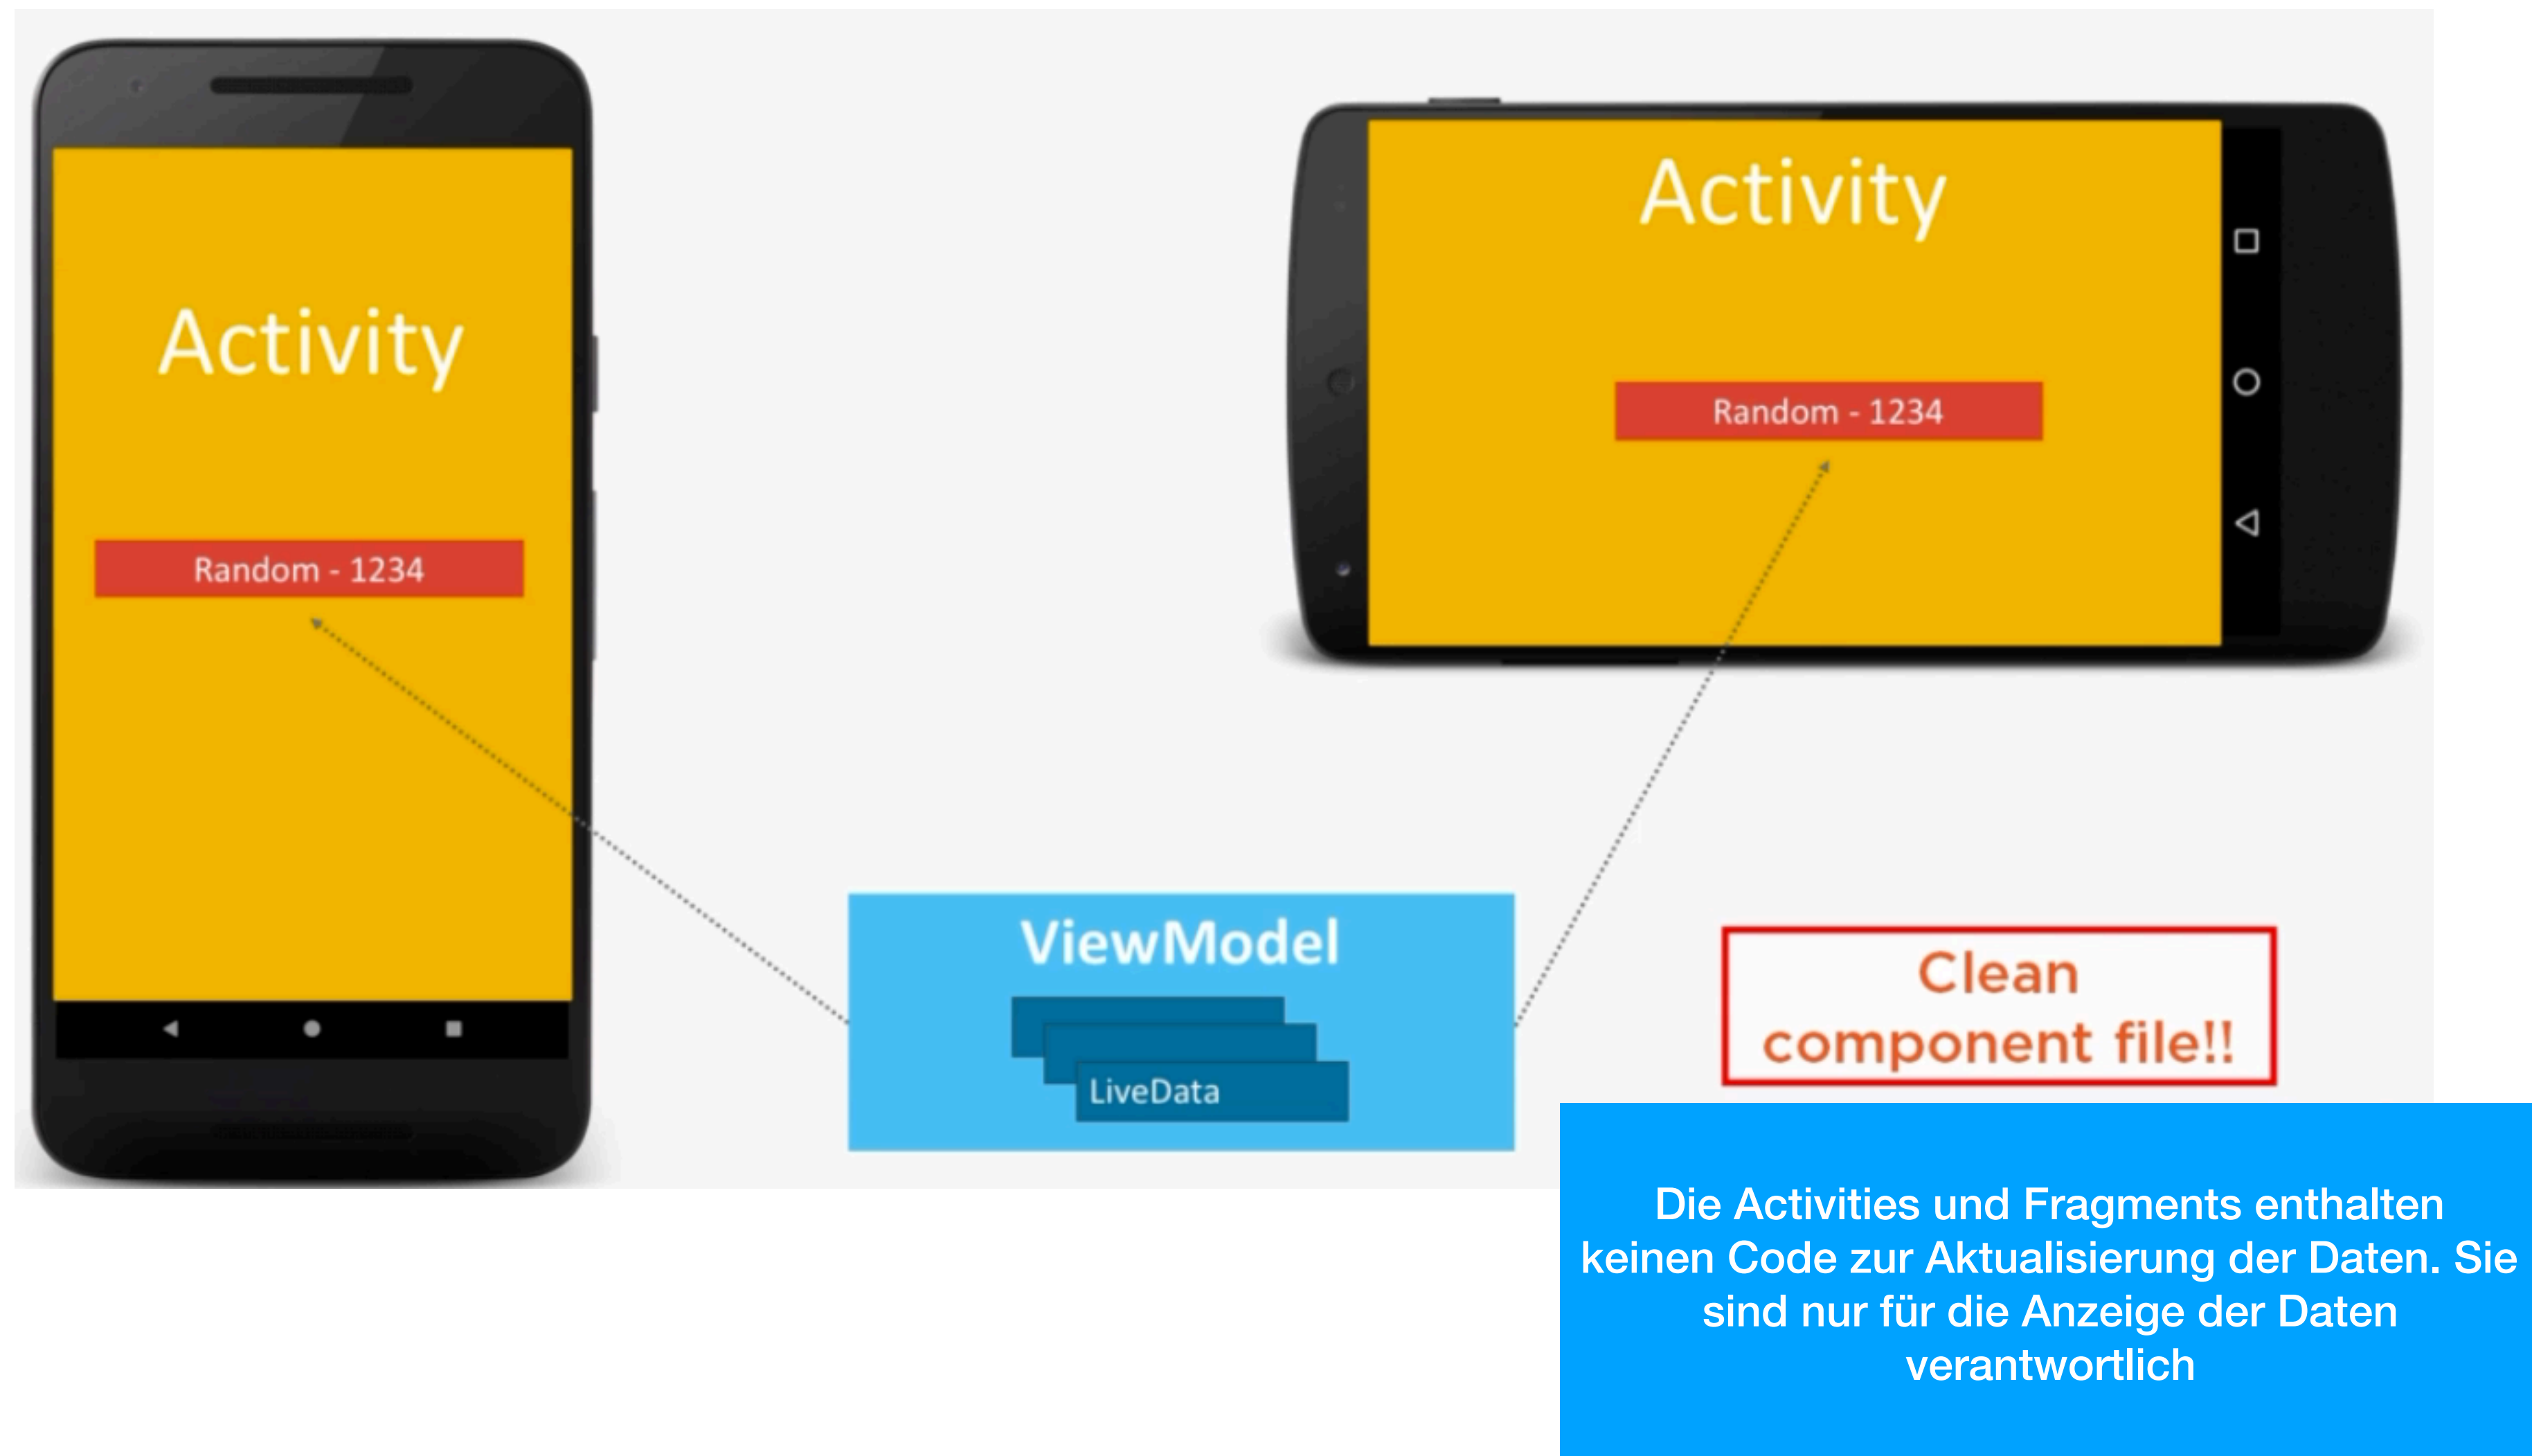 Activity
Random - 1234
Activity
Random - 1234
ViewModel
LiveData
Clean
component file!!
Die Activities und Fragments enthalten
keinen Code zur Aktualisierung der Daten. Sie
sind nur für die Anzeige der Daten
verantwortlich